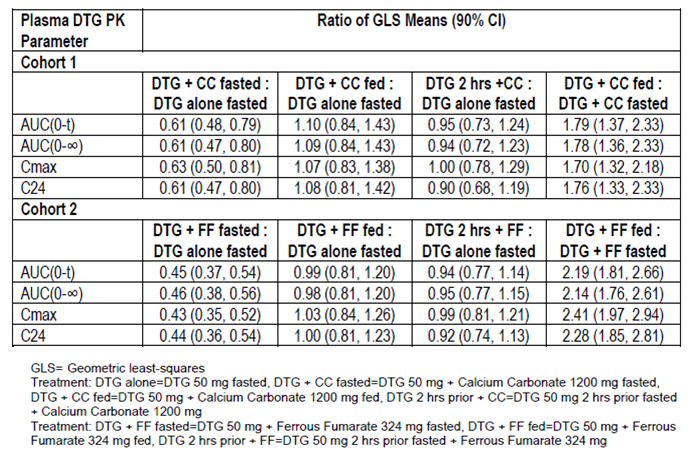 Plasma DTG PK Parameter Ratio of GLS Means (90% CI)
Cohort 1
DTG + CC fasted : DTG alone fasted DTG + CC fed : DTG alone fasted DTG 2 hrs +CC : DTG alone fasted DTG + CC fed : DTG + CC fasted
AUC(0-t) 0.61 (0.48, 0.79) 1.10 (0.84, 1.43) 0.95 (0.73, 1.24) 1.79 (1.37, 2.33)
AUC(0-∞) 0.61 (0.47, 0.80) 1.09 (0.84, 1.43) 0.94 (0.72, 1.23) 1.78 (1.36, 2.33)
Cmax 0.63 (0.50, 0.81) 1.07 (0.83, 1.38) 1.00 (0.78, 1.29) 1.70 (1.32, 2.18)
C24 0.61 (0.47, 0.80) 1.08 (0.81, 1.42) 0.90 (0.68, 1.19) 1.76 (1.33, 2.33)
Cohort 2
DTG + FF fasted : DTG alone fasted DTG + FF fed : DTG alone fasted DTG 2 hrs + FF : DTG alone fasted DTG + FF fed : DTG + FF fasted
AUC(0-t) 0.45 (0.37, 0.54) 0.99 (0.81, 1.20) 0.94 (0.77, 1.14) 2.19 (1.81, 2.66)
AUC(0-∞) 0.46 (0.38, 0.56) 0.98 (0.81, 1.20) 0.95 (0.77, 1.15) 2.14 (1.76, 2.61)
Cmax 0.43 (0.35, 0.52) 1.03 (0.84, 1.26) 0.99 (0.81, 1.21) 2.41 (1.97, 2.94)
C24 0.44 (0.36, 0.54) 1.00 (0.81, 1.23) 0.92 (0.74, 1.13) 2.28 (1.85, 2.81)
GLS= Geometric least-squares
Treatment: DTG alone=DTG 50 mg fasted, DTG + CC fasted=DTG 50 mg + Calcium Carbonate 1200 mg fasted,
DTG + CC fed=DTG 50 mg + Calcium Carbonate 1200 mg fed, DTG 2 hrs prior + CC=DTG 50 mg 2 hrs prior fasted
+ Calcium Carbonate 1200 mg
Treatment: DTG + FF fasted=DTG 50 mg + Ferrous Fumarate 324 mg fasted, DTG + FF fed=DTG 50 mg + Ferrous
Fumarate 324 mg fed, DTG 2 hrs prior + FF=DTG 50 mg 2 hrs prior fasted + Ferrous Fumarate 324 mg